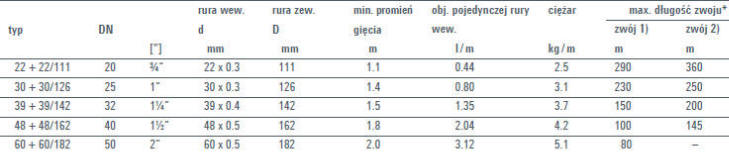 rura wew. rura zew. min. promień obj. pojedynczej rury ciężar max. długość zwoju*
typ DN d D gięcia wew. zwój 1) zwój 2)
["] mm mm m l / m kg / m m m
22 + 22/111 20 ¾" 22 x 0.3 111 1.1 0.44 2.5 290 360
30 + 30/126 25 1" 30 x 0.3 126 1.4 0.80 3.1 230 250
39 + 39/142 32 1¼" 39 x 0.4 142 1.5 1.35 3.7 150 200
48 + 48/162 40 1½" 48 x 0.5 162 1.8 2.04 4.2 100 145
60 + 60/182 50 2" 60 x 0.5 182 2.0 3.12 5.1 80 –